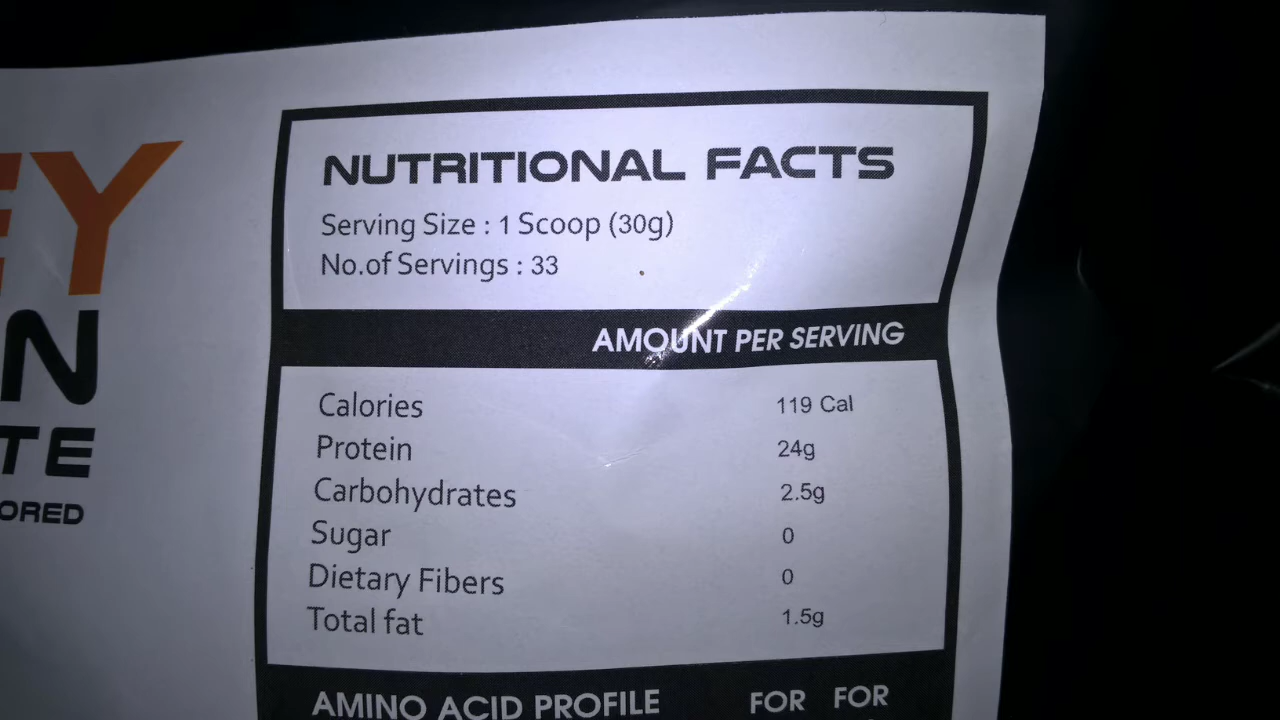 EY
N
TE
ORED
NUTRITIONAL FACTS
Serving Size : 1 Scoop (30g)
No.of Servings : 33
AMOUNT PER SERVING
Calories 119 Cal
Protein 24g
Carbohydrates 2.5g
Sugar 0
Dietary Fibers 0
Total fat 1.5g
AMINO ACID PROFILE FOR FOR